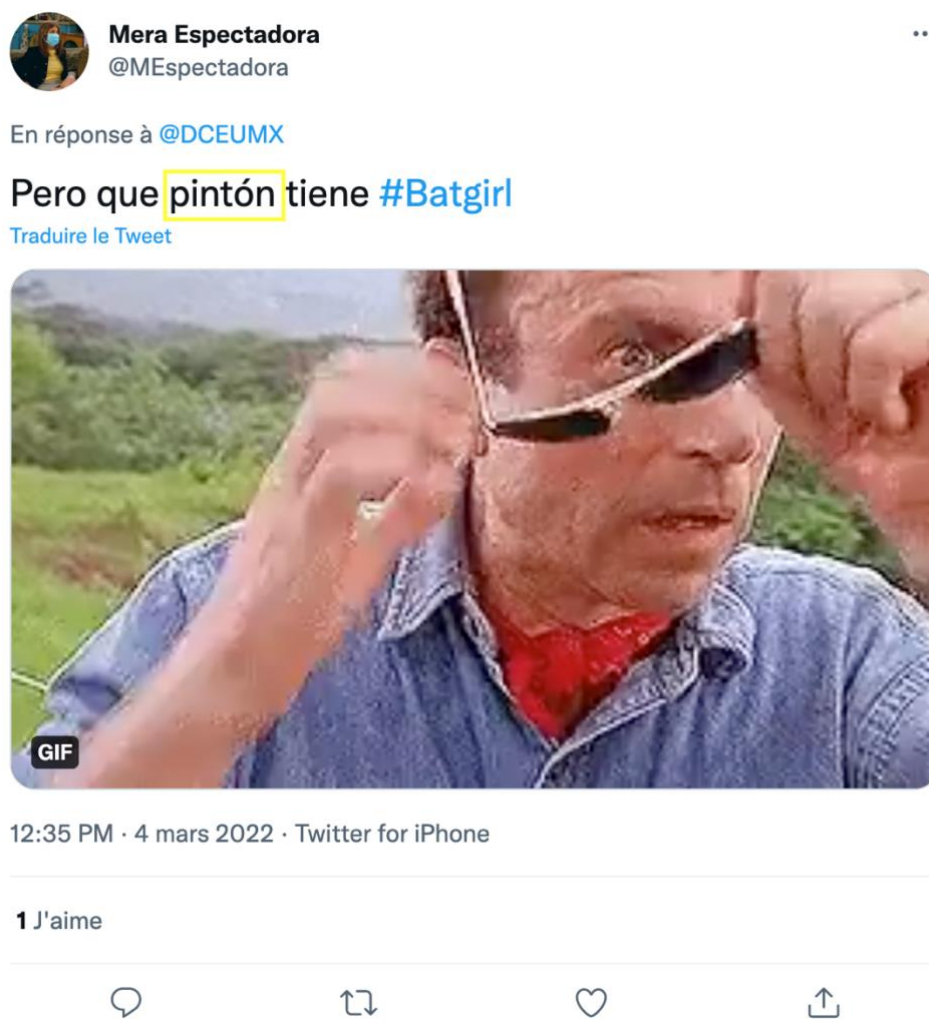 Mera Espectadora
@MEspectadora
En réponse à @DCEUMX
Pero que pintón tiene #Batgirl
Traduire le Tweet
GIF
12:35 PM · 4 mars 2022 · Twitter for iPhone
1 J'aime